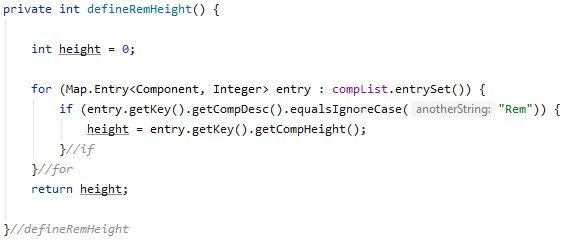 private int defineRemHeight() {
int height = 0;
for (Map.Entry<Component, Integer> entry : compList.entrySet()) {
if (entry.getKey().getCompDesc().equalsIgnoreCase( anotherString: "Rem")) {
height = entry.getKey().getCompHeight();
}//if
}//for
return height;
}//defineRemHeight